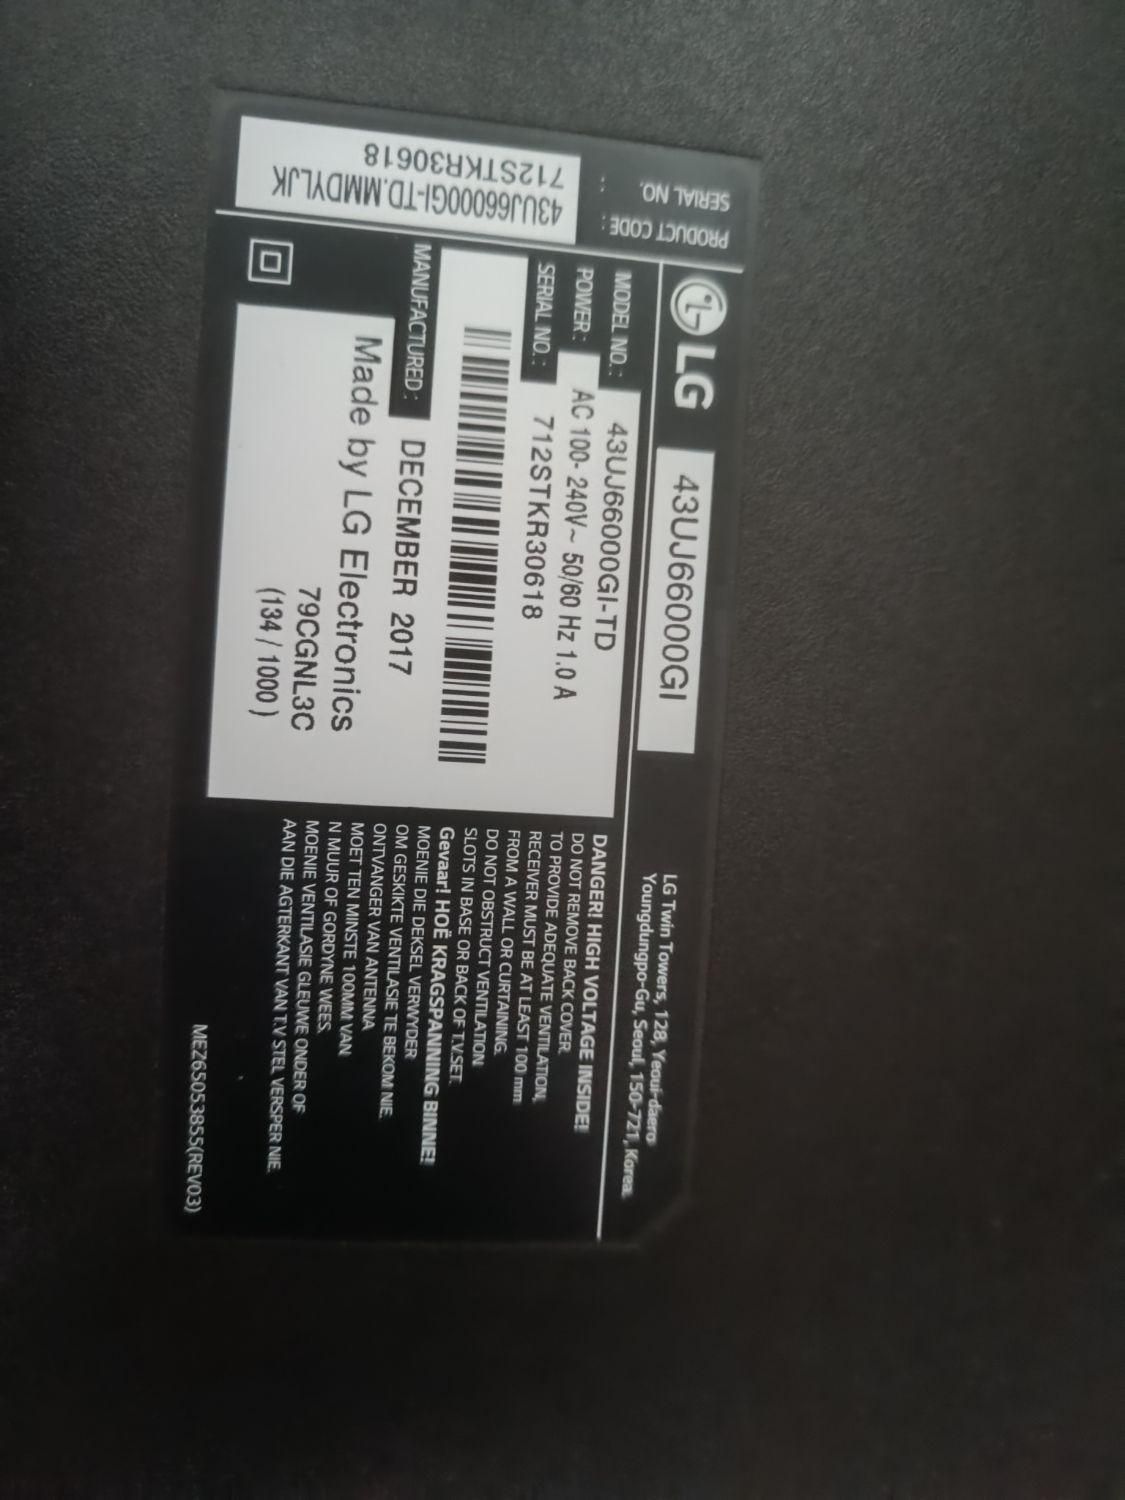 LG 43UJ66000GI
LG Twin Towers, 128, Yeoui-daero
Youngdungpo-Gu, Seoul, 150-721, Korea
MODEL NO. : 43UJ66000GI-TD
POWER : AC 100- 240V~ 50/60 Hz 1.0 A
SERIAL NO. : 712STKR30618
MANUFACTURED : DECEMBER 2017
Made by LG Electronics
79CGNL3C
(134 / 1000 )
DANGER! HIGH VOLTAGE INSIDE!
DO NOT REMOVE BACK COVER
TO PROVIDE ADEQUATE VENTILATION,
RECEIVER MUST BE AT LEAST 100 mm
FROM A WALL OR CURTAINING.
DO NOT OBSTRUCT VENTILATION
SLOTS IN BASE OR BACK OF T.V.SET.
Gevaar! HOË KRAGSPANNING BINNE!
MOENIE DIE DEKSEL VERWYDER
OM GESKIKTE VENTILASIE TE BEKOM NIE.
ONTVANGER VAN ANTENNA
MOET TEN MINSTE 100MM VAN
N MUUR OF GORDYNE WEES.
MOENIE VENTILASIE GLEUWE ONDER OF
AAN DIE AGTERKANT VAN T.V STEL VERSPER NIE.
MEZ65053855(REV03)
PRODUCT CODE : 43UJ66000GI-TD.MMDYLJK
SERIAL NO. : 712STKR30618